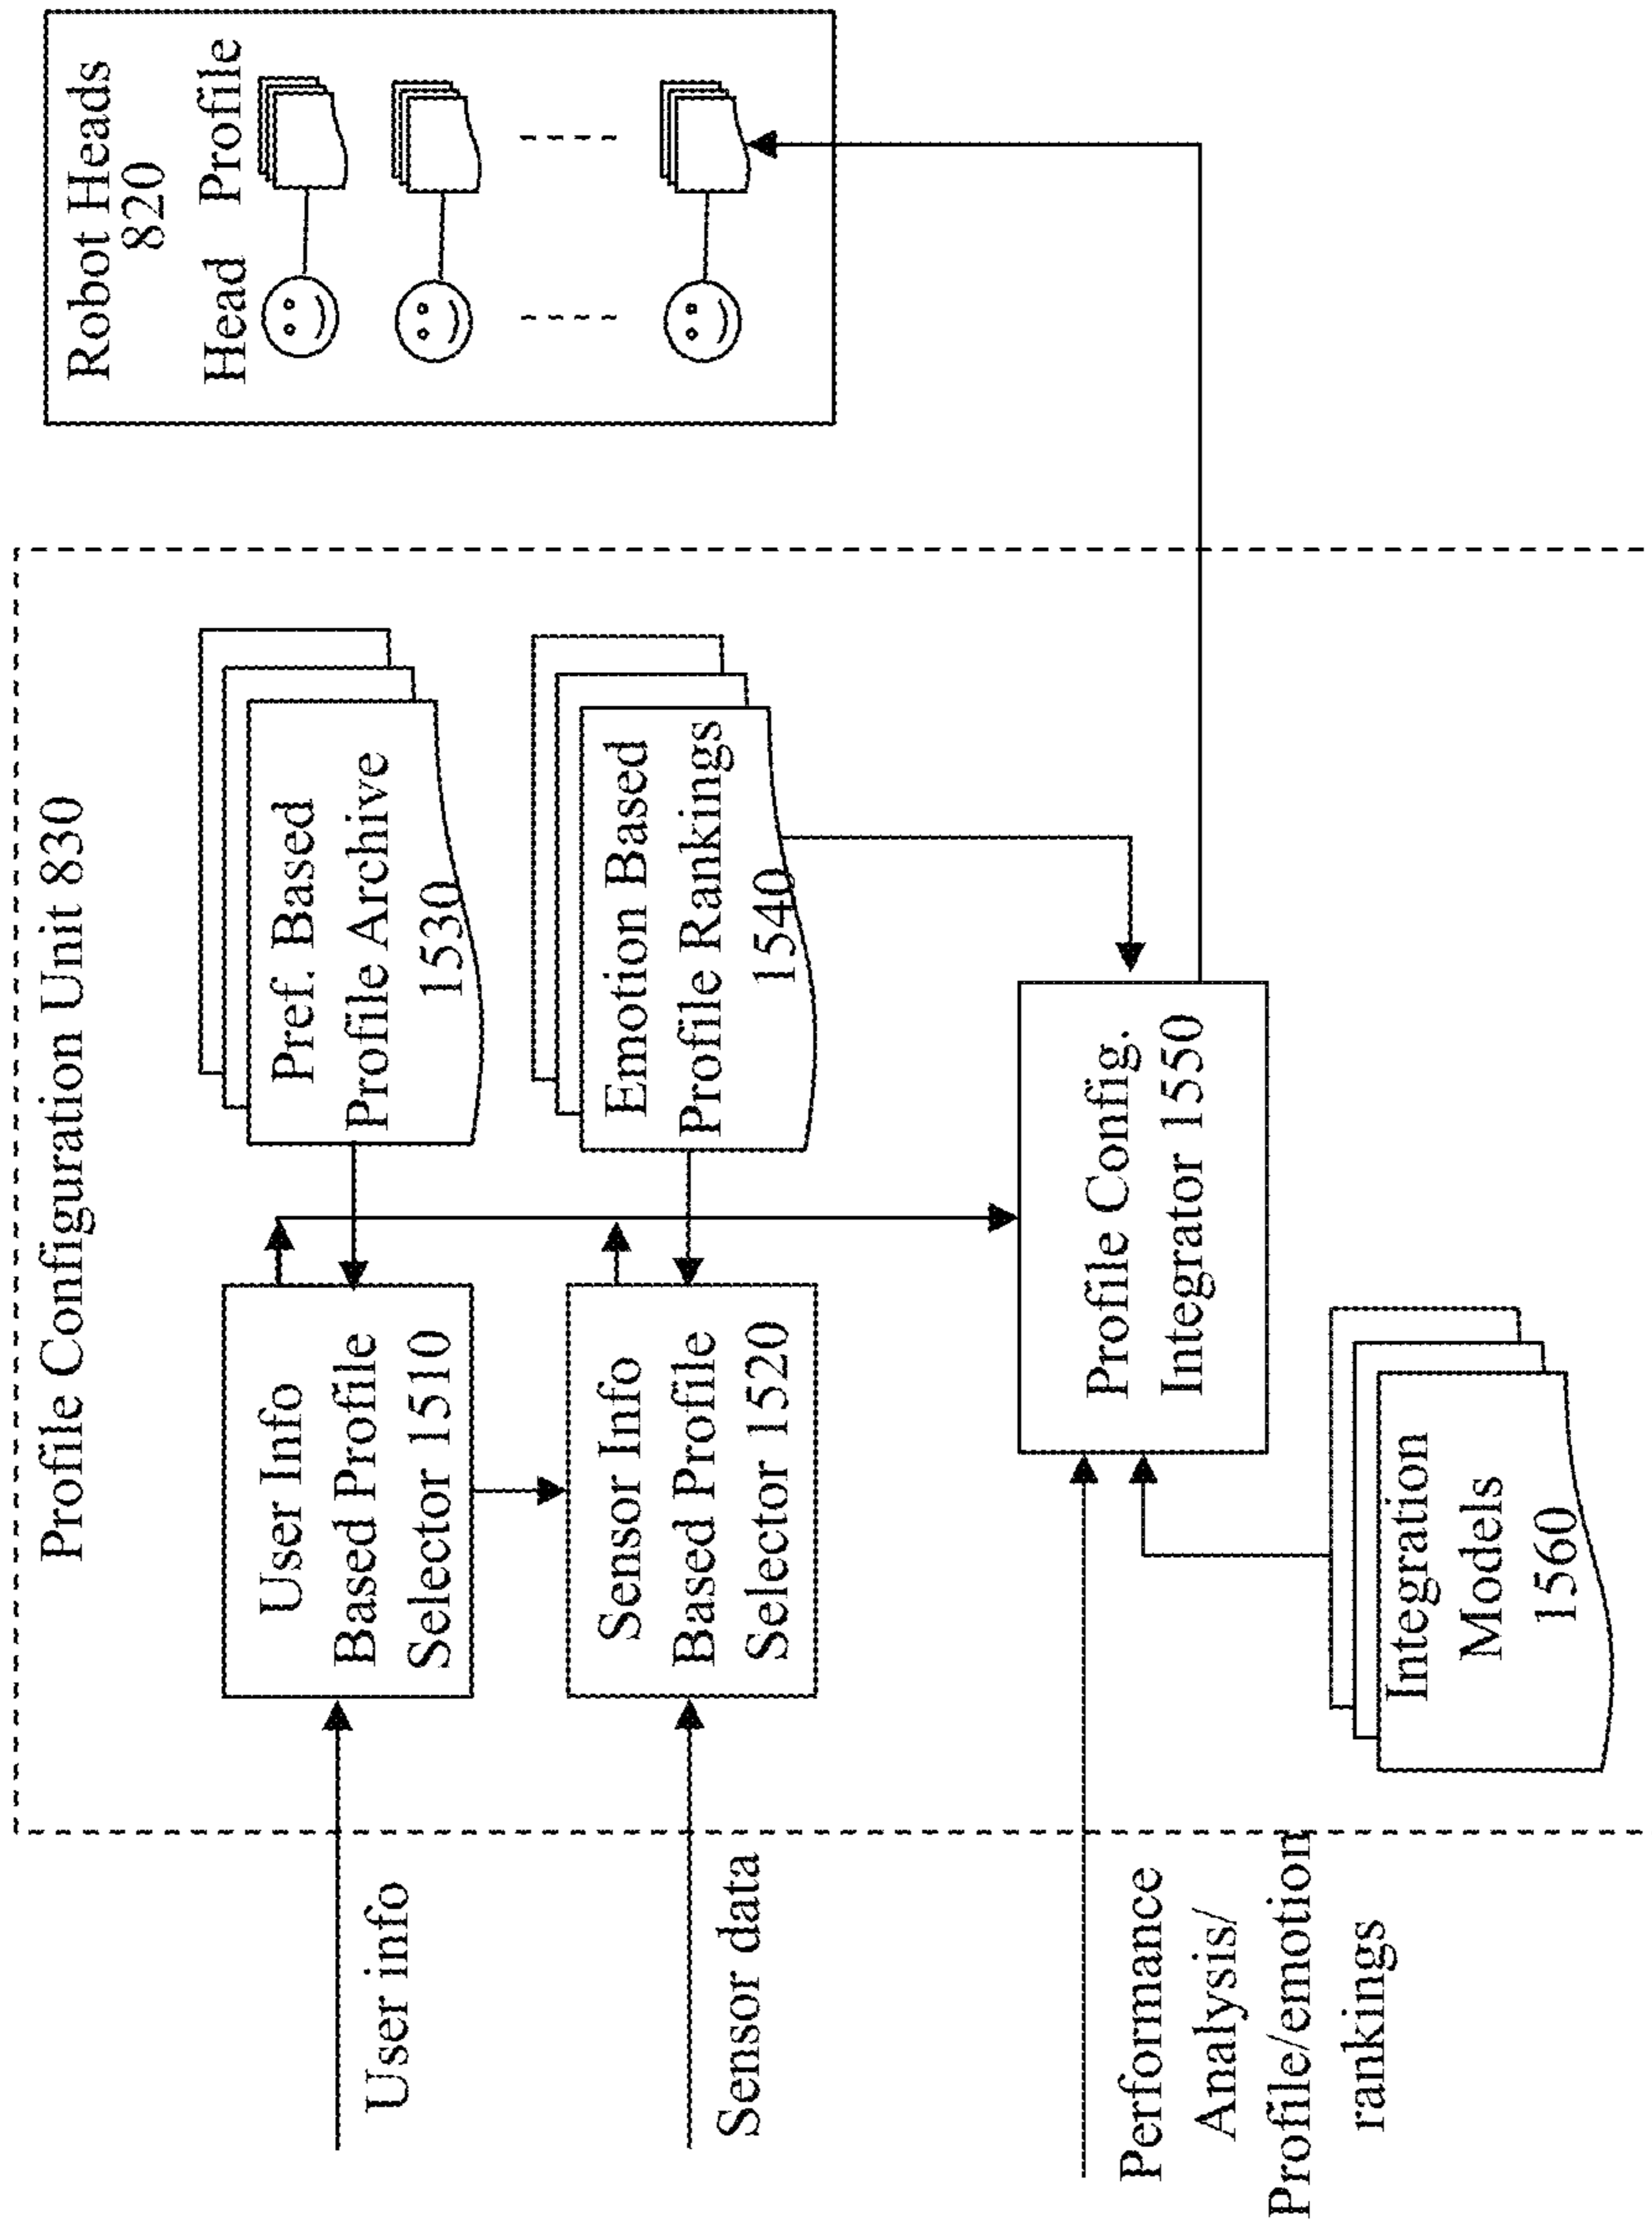 Profile Configuration Unit 830
User info
User Info
Based Profile
Selector 1510
Pref. Based
Profile Archive
1530
Sensor data
Sensor Info
Based Profile
Selector 1520
Emotion Based
Profile Rankings
1540
Performance
Analysis/
Profile/emotion
rankings
Profile Config.
Integrator 1550
Integration
Models
1560
Robot Heads
820
Head Profile